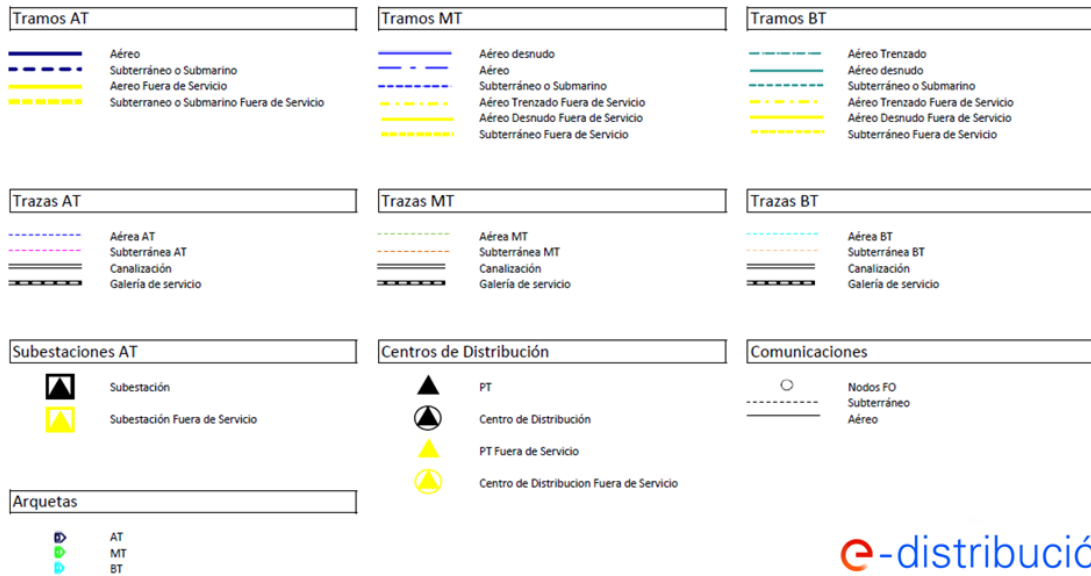 Tramos AT
Aéreo
Subterráneo o Submarino
Aereo Fuera de Servicio
Subterraneo o Submarino Fuera de Servicio
Tramos MT
Aéreo desnudo
Aéreo
Subterráneo o Submarino
Aéreo Trenzado Fuera de Servicio
Aéreo Desnudo Fuera de Servicio
Subterráneo Fuera de Servicio
Tramos BT
Aéreo Trenzado
Aéreo desnudo
Subterráneo o Submarino
Aéreo Trenzado Fuera de Servicio
Aéreo Desnudo Fuera de Servicio
Subterráneo Fuera de Servicio
Trazas AT
Aérea AT
Subterránea AT
Canalización
Galería de servicio
Trazas MT
Aérea MT
Subterránea MT
Canalización
Galería de servicio
Trazas BT
Aérea BT
Subterránea BT
Canalización
Galería de servicio
Subestaciones AT
Subestación
Subestación Fuera de Servicio
Centros de Distribución
PT
Centro de Distribución
PT Fuera de Servicio
Centro de Distribucion Fuera de Servicio
Comunicaciones
Nodos FO
Subterráneo
Aéreo
Arquetas
AT
MT
BT
e-distribució